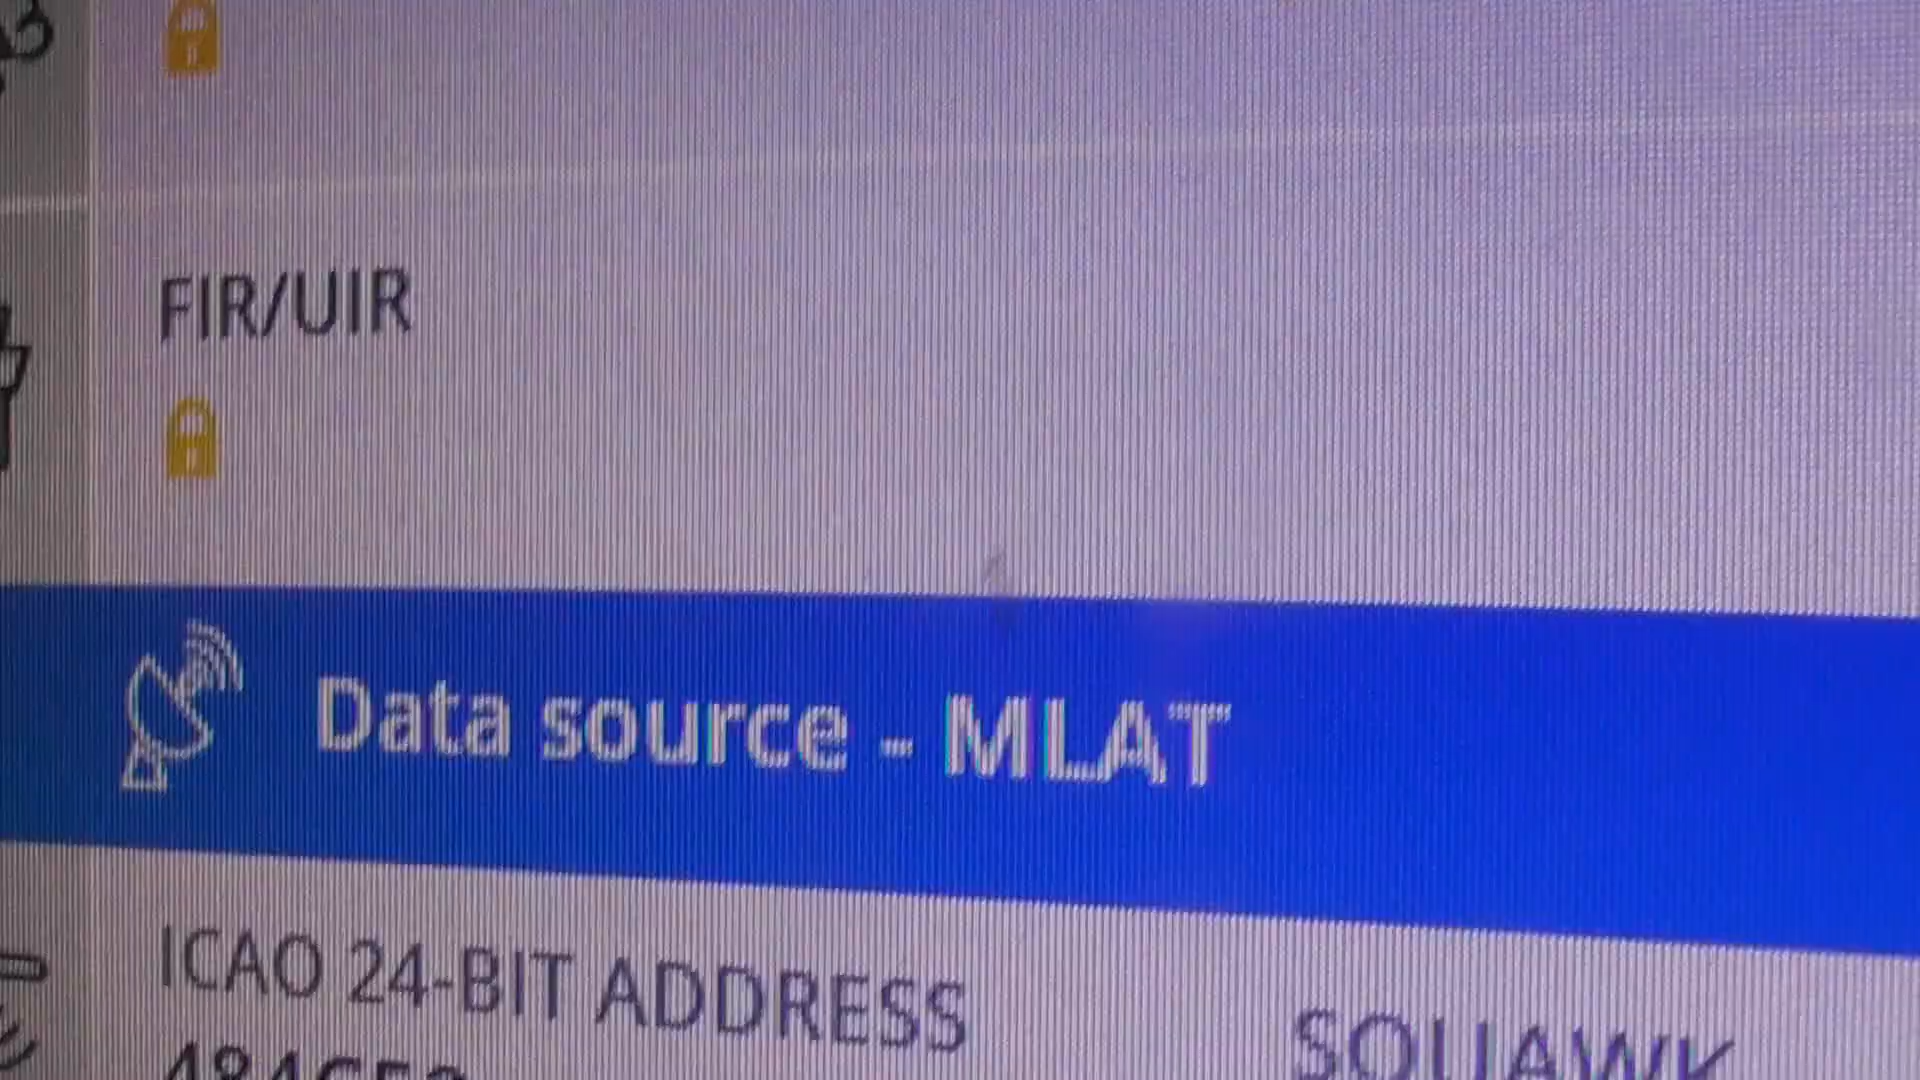 FIR/UIR
Data source - MLAT
ICAO 24-BIT ADDRESS
SQUAWK